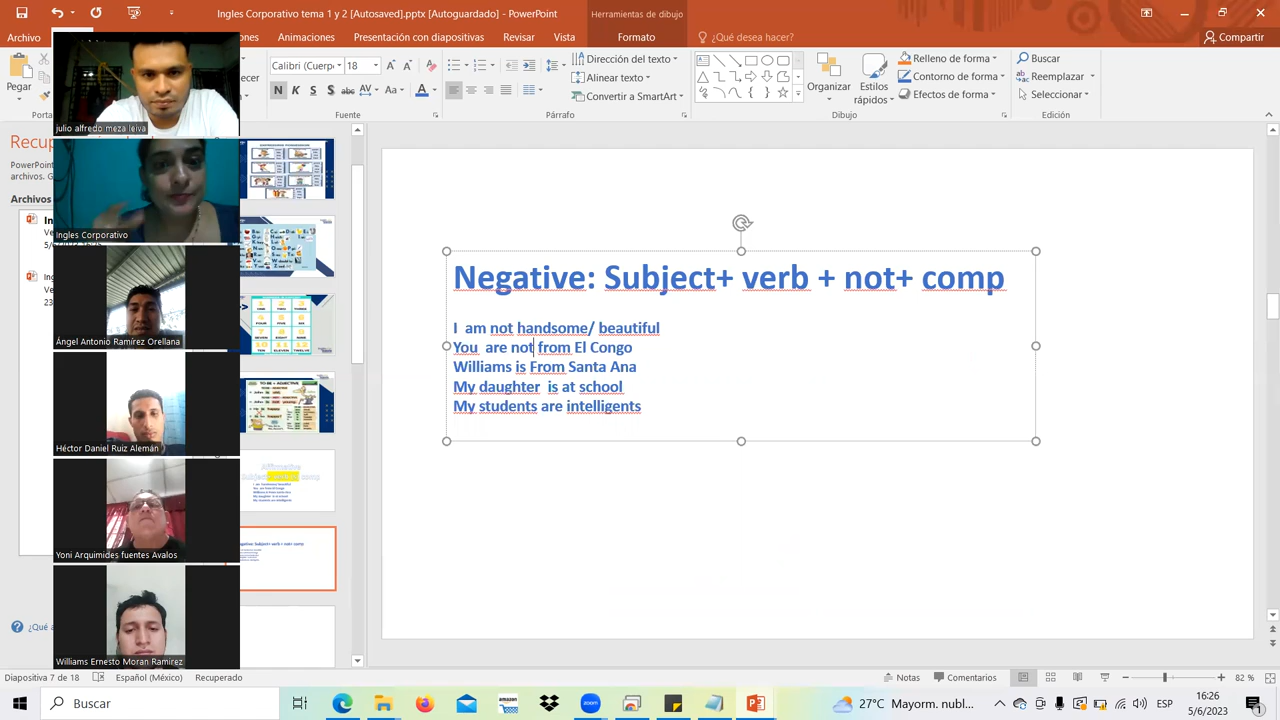 Ingles Corporativo tema 1 y 2 [Autoguardado].pptx [Autoguardado] - PowerPoint
Herramientas de dibujo
Archivo
Animaciones
Presentación con diapositivas
Revisar
Vista
Formato
¿Qué desea hacer?
Compartir
Pegar
Calibri (Cuerp
18
Dirección del texto
Alinear texto
Convertir a SmartArt
Organizar
Estilos
rápidos
Relleno de forma
Contorno de forma
Efectos de forma
Buscar
Reemplazar
Seleccionar
Fuente
Párrafo
Dibujo
Edición
julio alfredo meza leiva
Ingles Corporativo
Ángel Antonio Ramírez Orellana
Héctor Daniel Ruiz Alemán
Yoni Arquimides fuentes Avalos
Williams Ernesto Moran Ramirez
Negative: Subject+ verb + not+ comp
I am not handsome/ beautiful
You are not from El Congo
Williams is From Santa Ana
My daughter is at school
My students are intelligents
Diapositiva 7 de 18
Español (México)
Recuperado
Notas
Comentarios
82 %
Buscar
27°C Mayorm. nubl...
ESP
16:26
5/6/2023